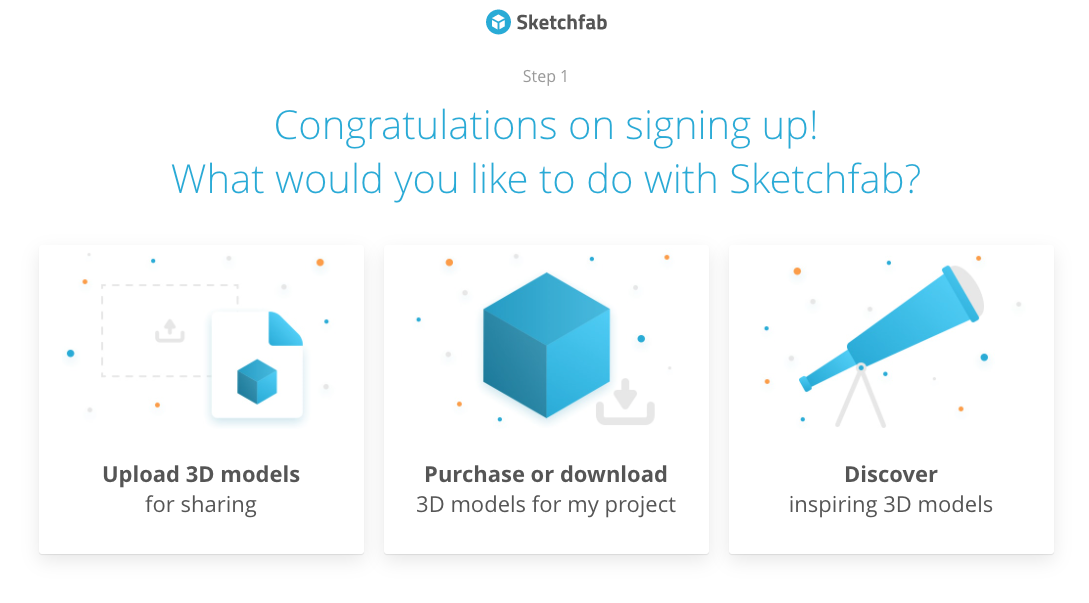 Sketchfab
Step 1
Congratulations on signing up!
What would you like to do with Sketchfab?
Upload 3D models
for sharing
Purchase or download
3D models for my project
Discover
inspiring 3D models